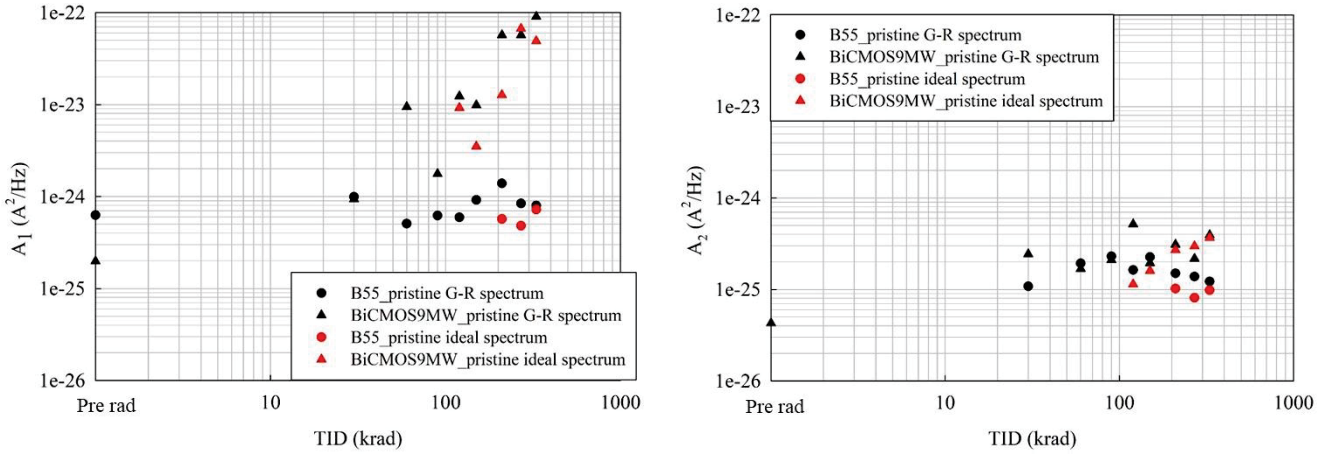 1e-22
1e-23
1e-24
1e-25
1e-26
A1 (A2/Hz)
B55_pristine G-R spectrum
BiCMOS9MW_pristine G-R spectrum
B55_pristine ideal spectrum
BiCMOS9MW_pristine ideal spectrum
Pre rad
10
100
1000
TID (krad)
1e-22
1e-23
1e-24
1e-25
1e-26
A2 (A2/Hz)
B55_pristine G-R spectrum
BiCMOS9MW_pristine G-R spectrum
B55_pristine ideal spectrum
BiCMOS9MW_pristine ideal spectrum
Pre rad
10
100
1000
TID (krad)